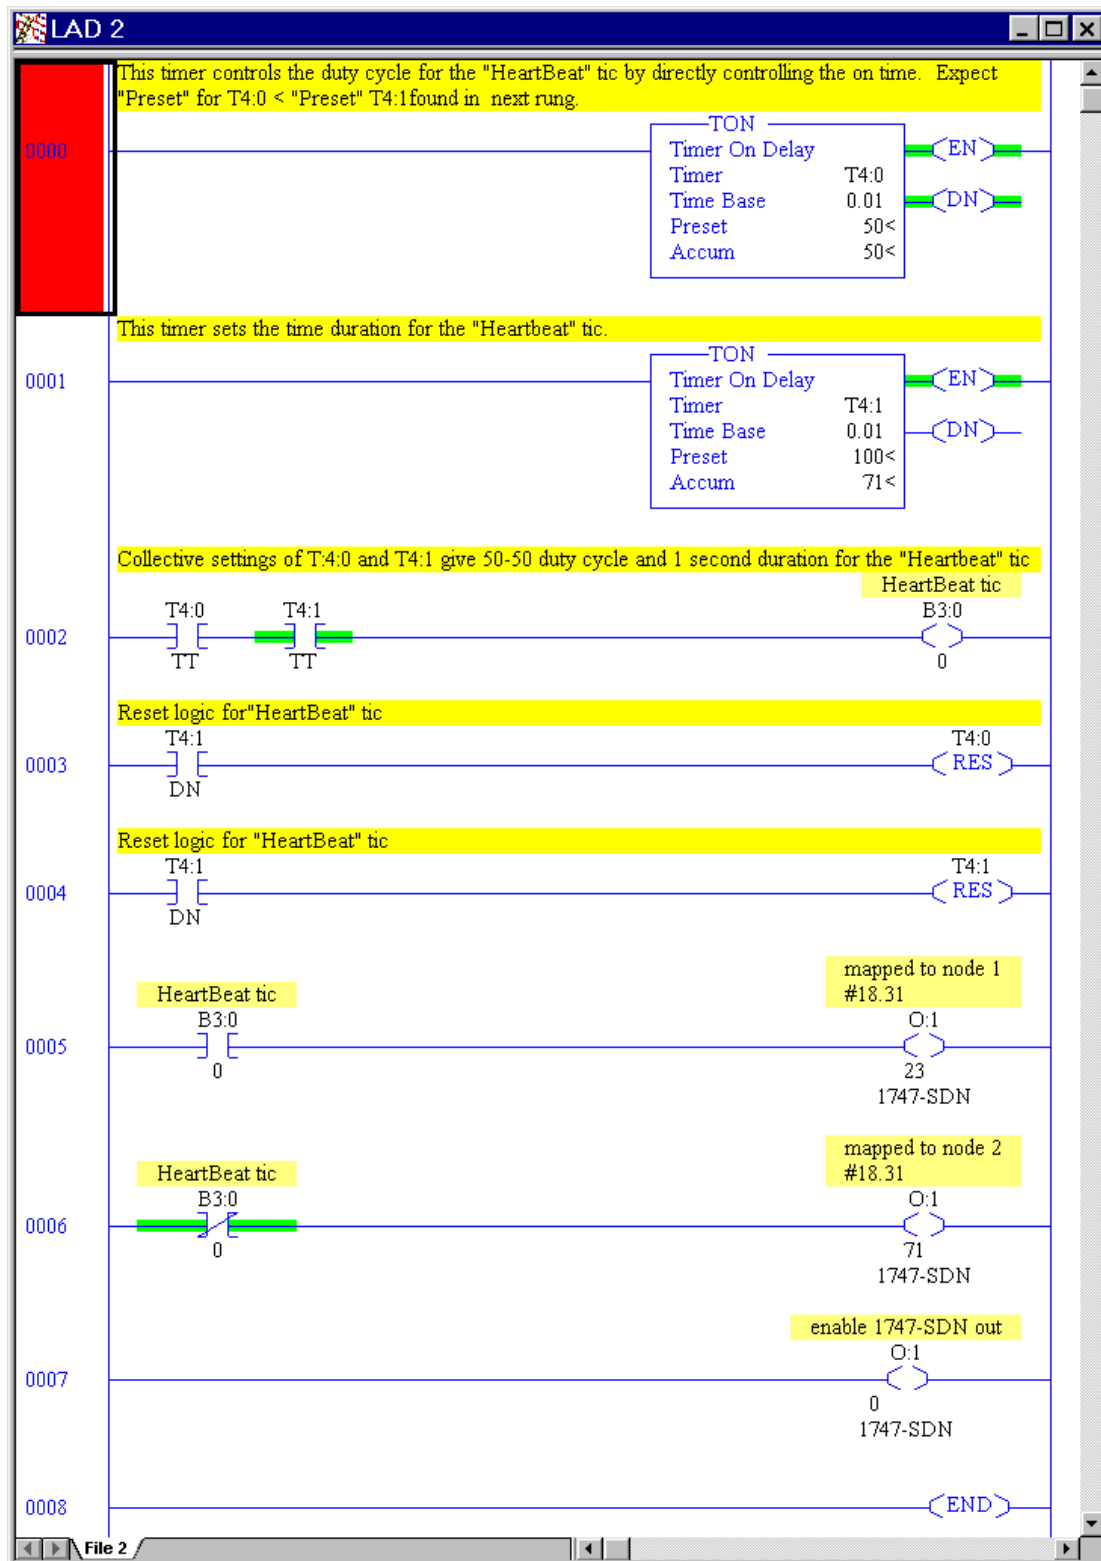 LAD 2
This timer controls the duty cycle for the "HeartBeat" tic by directly controlling the on time.  Expect
"Preset" for T4:0 < "Preset" T4:1found in  next rung.
0000
TON
Timer On Delay
Timer T4:0
Time Base 0.01
Preset 50<
Accum 50<
EN
DN
This timer sets the time duration for the "Heartbeat" tic.
0001
TON
Timer On Delay
Timer T4:1
Time Base 0.01
Preset 100<
Accum 71<
EN
DN
Collective settings of T:4:0 and T4:1 give 50-50 duty cycle and 1 second duration for the "Heartbeat" tic
HeartBeat tic
T4:0 T4:1 B3:0
0002
TT TT 0
Reset logic for"HeartBeat" tic
T4:1 T4:0
0003 RES
DN
Reset logic for "HeartBeat" tic
T4:1 T4:1
0004 RES
DN
mapped to node 1
HeartBeat tic #18.31
B3:0 O:1
0005
0 23
1747-SDN
mapped to node 2
HeartBeat tic #18.31
B3:0 O:1
0006
0 71
1747-SDN
enable 1747-SDN out
O:1
0007
0
1747-SDN
0008 END
File 2